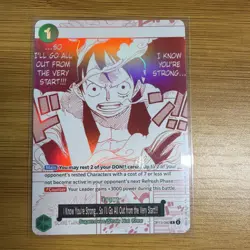 1
...SO
I'LL GO ALL
OUT FROM
THE VERY
START!!!
I KNOW
YOU'RE
STRONG...
You may rest 2 of your DON!! cards
opponent's rested Characters with a cost of 7 or less will
not become active in your opponent's next Refresh Phase.
Your Leader gains +3000 power during this battle.
I Know You're Strong... So I'll Go All Out from the Very Start!!!